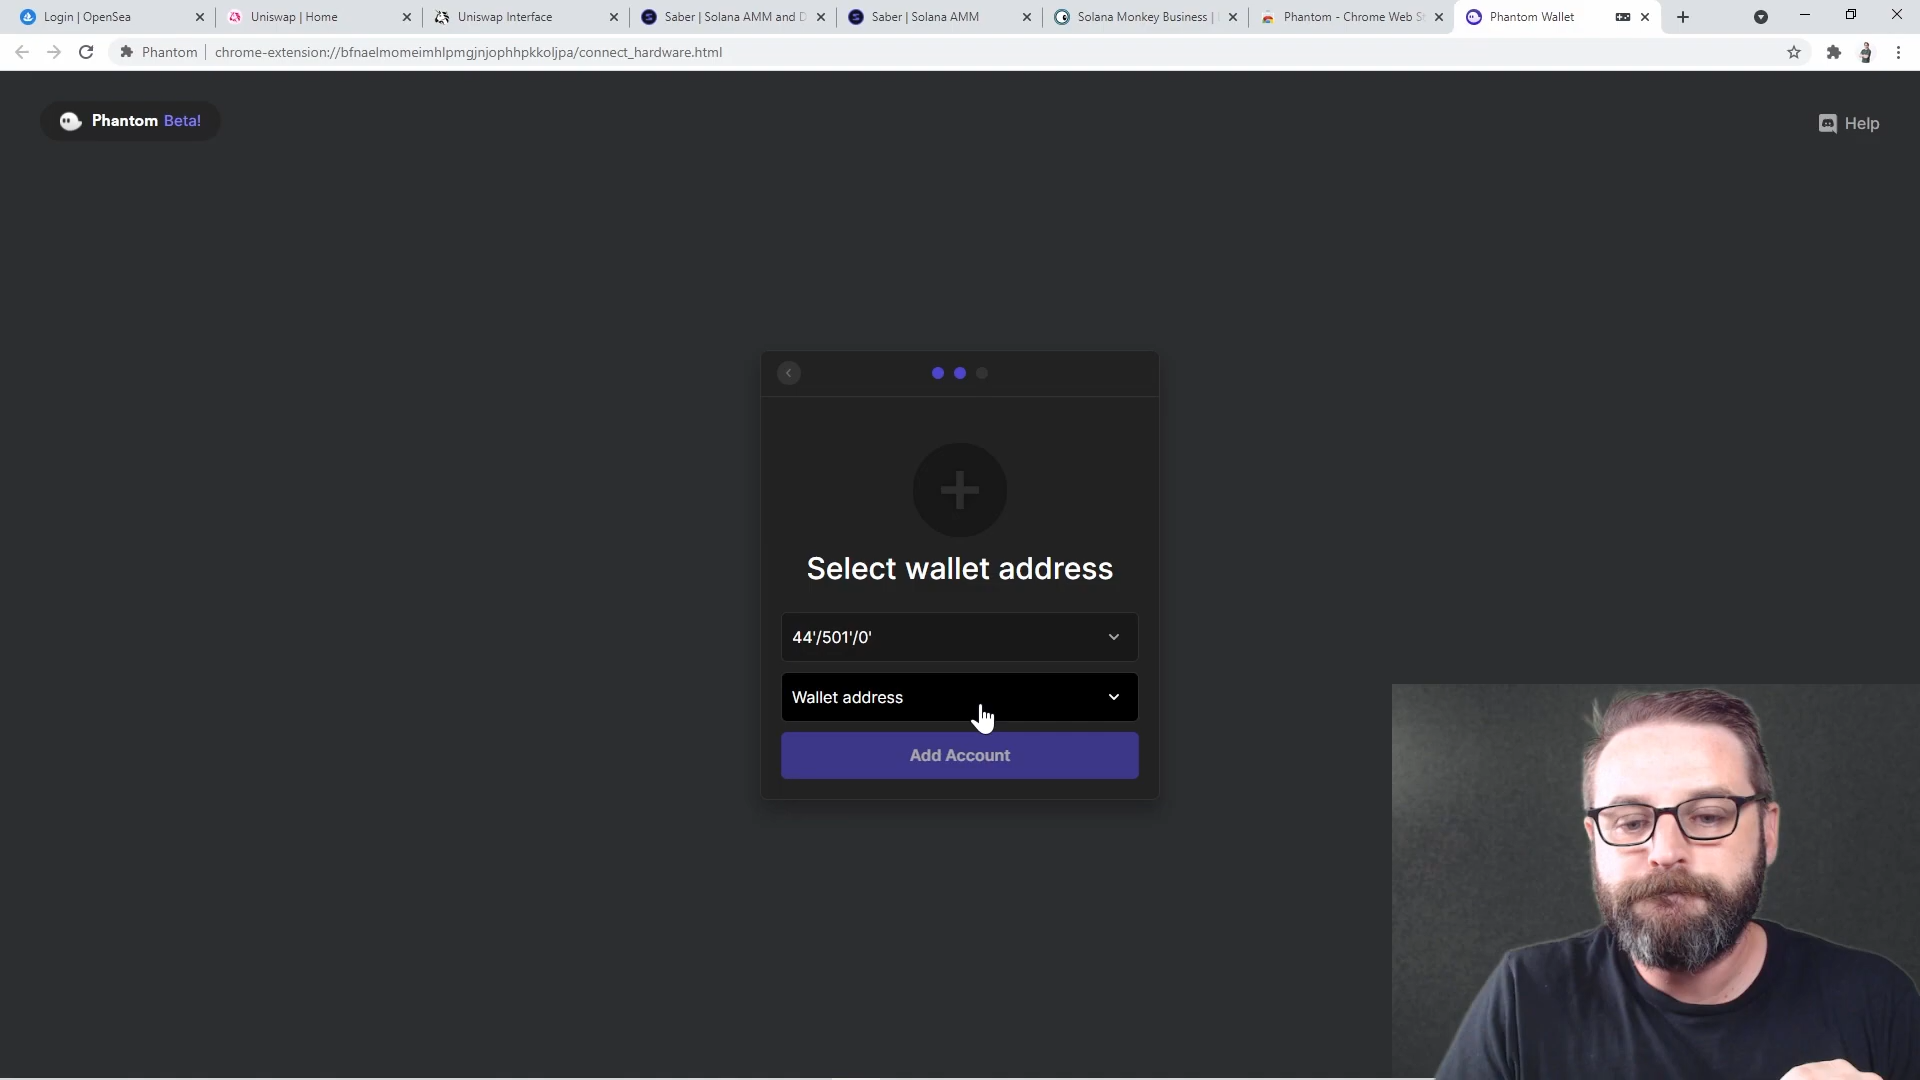 Login | OpenSea
Uniswap | Home
Uniswap Interface
Saber | Solana AMM and D
Saber | Solana AMM
Solana Monkey Business |
Phantom - Chrome Web S
Phantom Wallet
Phantom
chrome-extension://bfnaelmomeimhlpmgjnjophhpkkoljpa/connect_hardware.html
Phantom Beta!
Help
Select wallet address
44'/501'/0'
Wallet address
Add Account